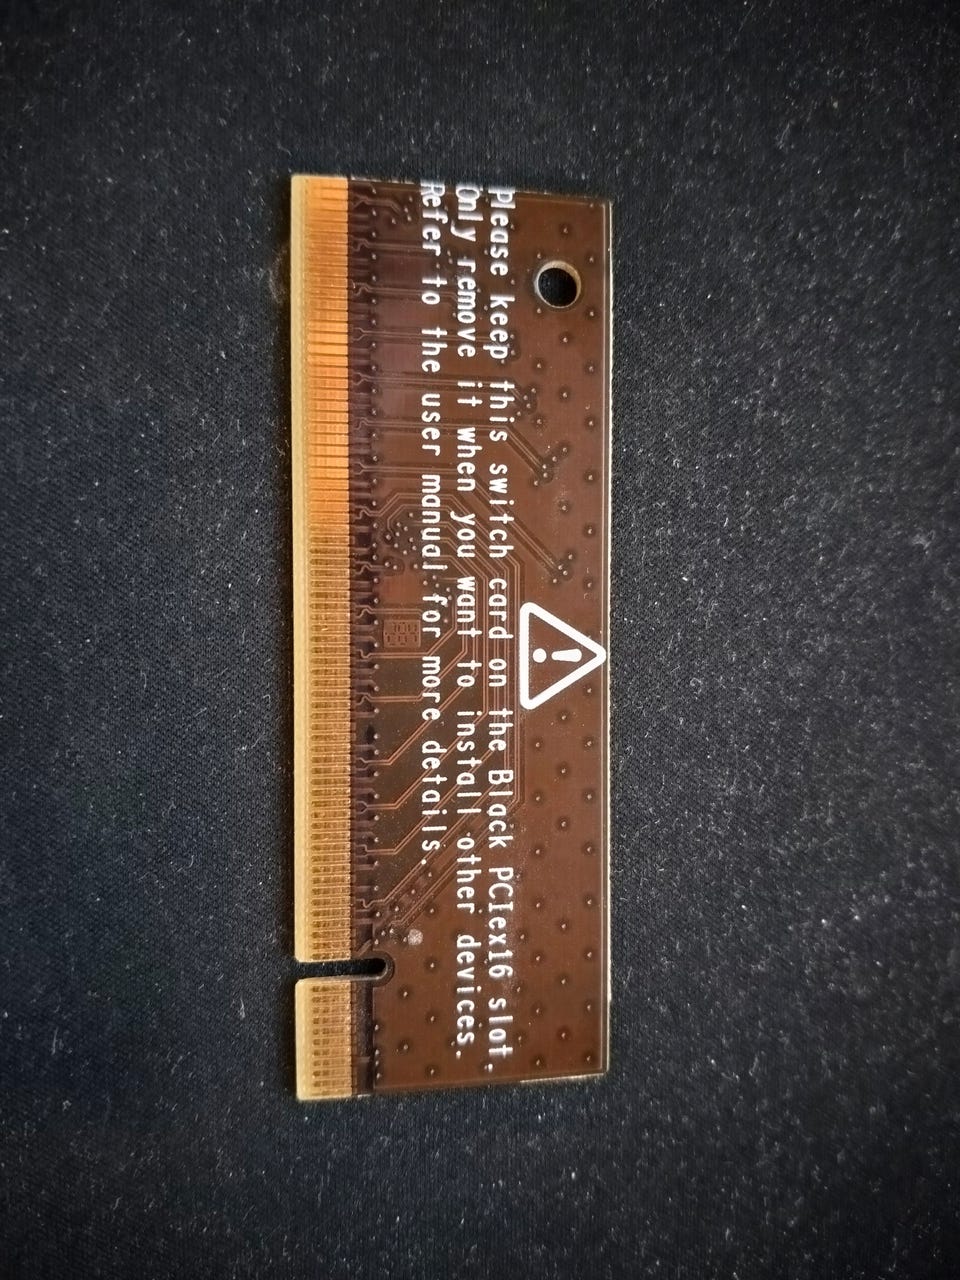 Please keep this switch card on the Black PCIex16 slot.
Only remove it when you want to install other devices.
Refer to the user manual for more details.